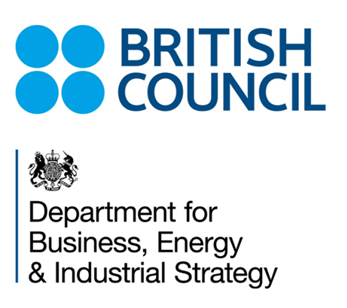 BRITISH
COUNCIL
Department for
Business, Energy
& Industrial Strategy